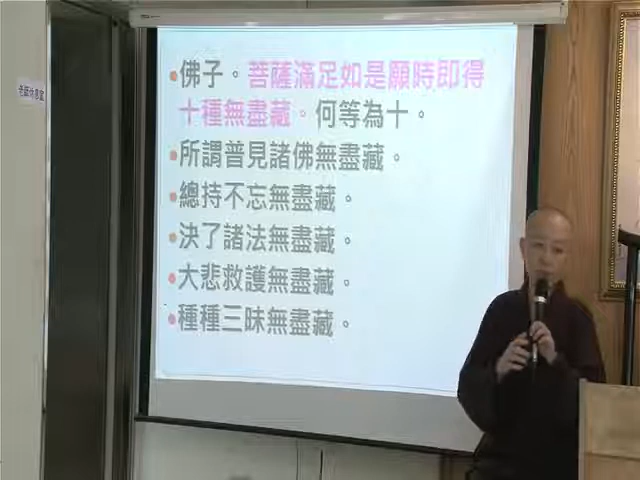 佛子。菩薩滿足如是願時即得
十種無盡藏。何等為十。
所謂普見諸佛無盡藏。
總持不忘無盡藏。
決了諸法無盡藏。
大悲救護無盡藏。
種種三昧無盡藏。